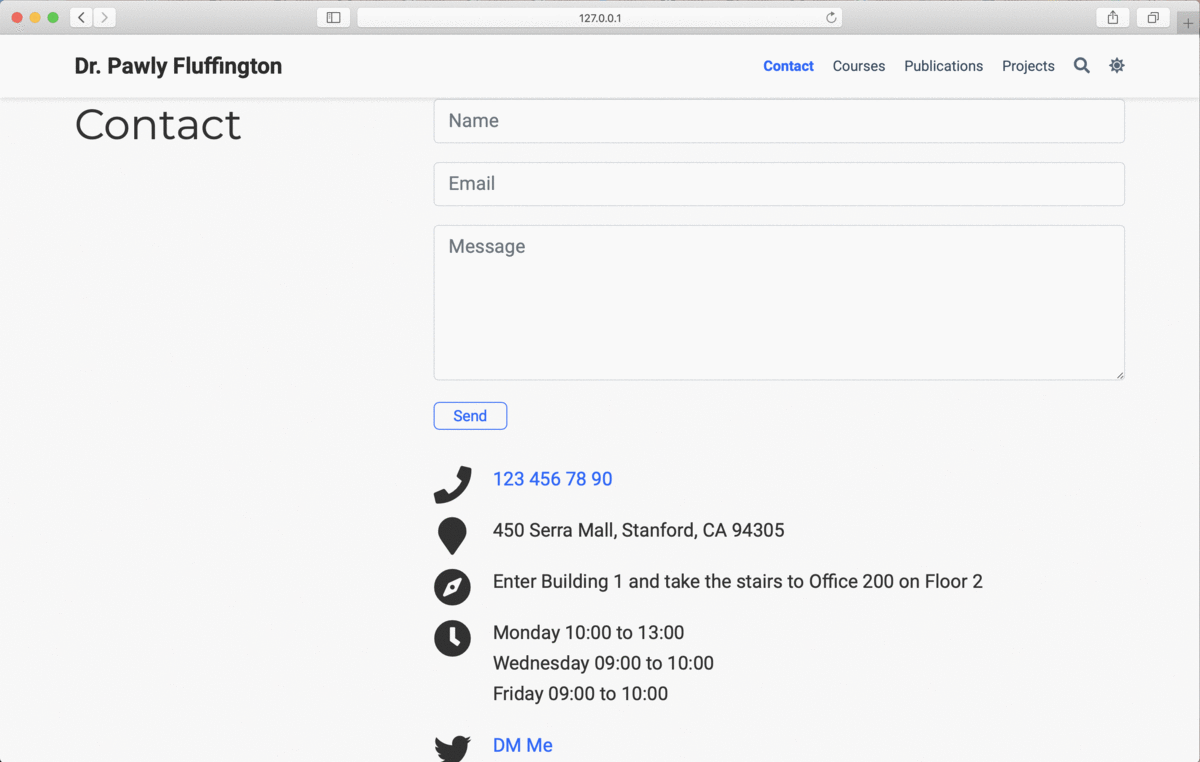 127.0.0.1
Dr. Pawly Fluffington
Contact Courses Publications Projects
Contact
Name
Email
Message
Send
123 456 78 90
450 Serra Mall, Stanford, CA 94305
Enter Building 1 and take the stairs to Office 200 on Floor 2
Monday 10:00 to 13:00
Wednesday 09:00 to 10:00
Friday 09:00 to 10:00
DM Me